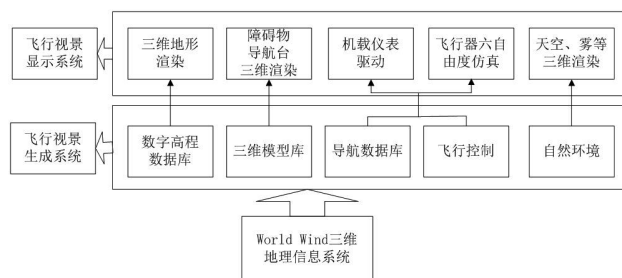 飞行视景
显示系统
三维地形
渲染
障碍物
导航台
三维渲染
机载仪表
驱动
飞行器六自
由度仿真
天空、雾等
三维渲染
飞行视景
生成系统
数字高程
数据库
三维模型库
导航数据库
飞行控制
自然环境
World Wind三维
地理信息系统